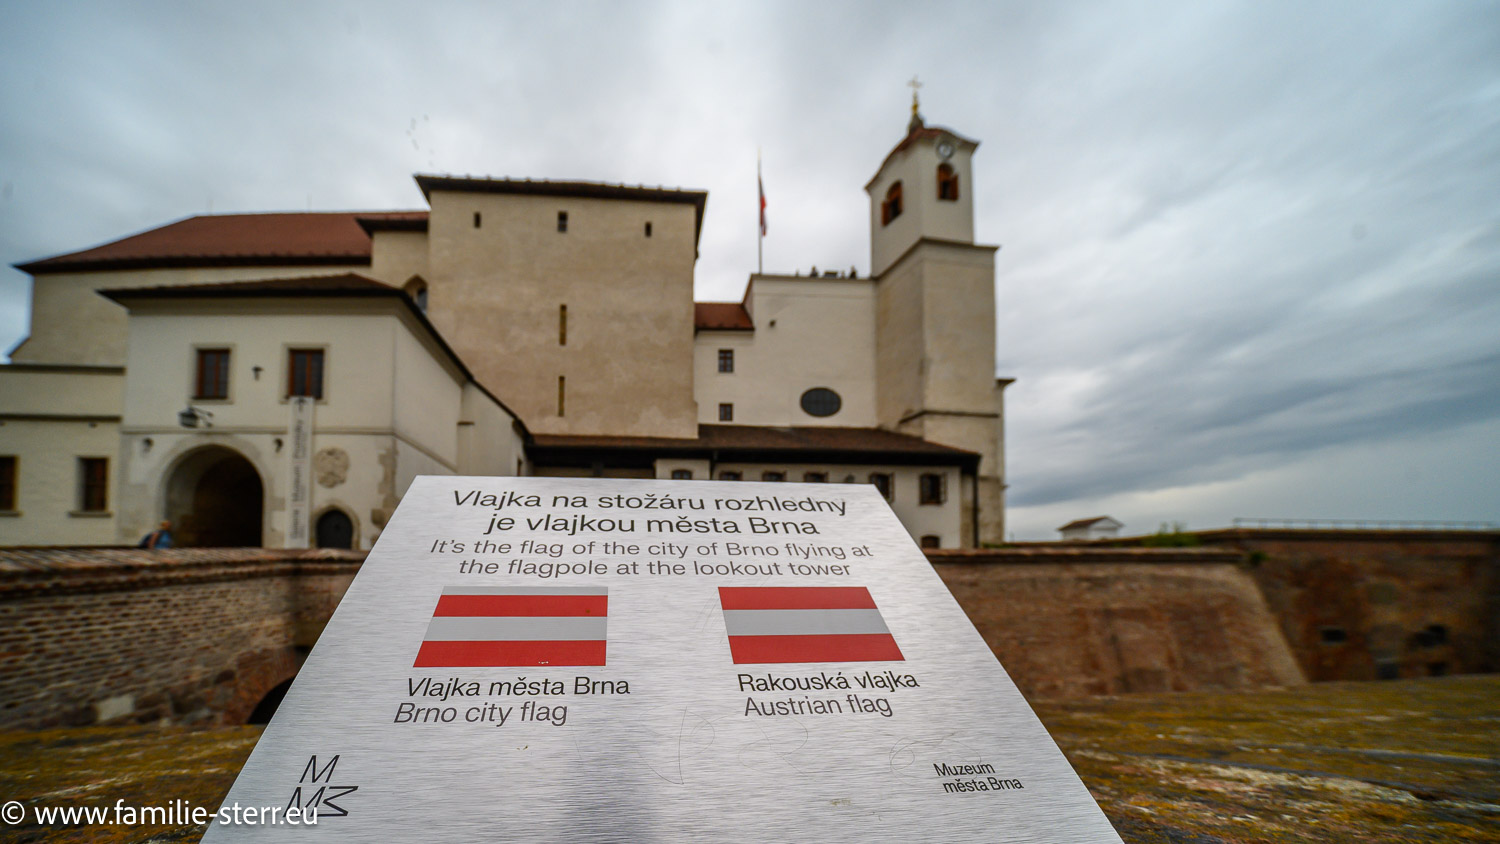 Vlajka na stožáru rozhledny
je vlajkou města Brna
It's the flag of the city of Brno flying at
the flagpole at the lookout tower
Vlajka města Brna
Brno city flag
Rakouská vlajka
Austrian flag
M
MM
Muzeum
města Brna
© www.familie-sterr.eu